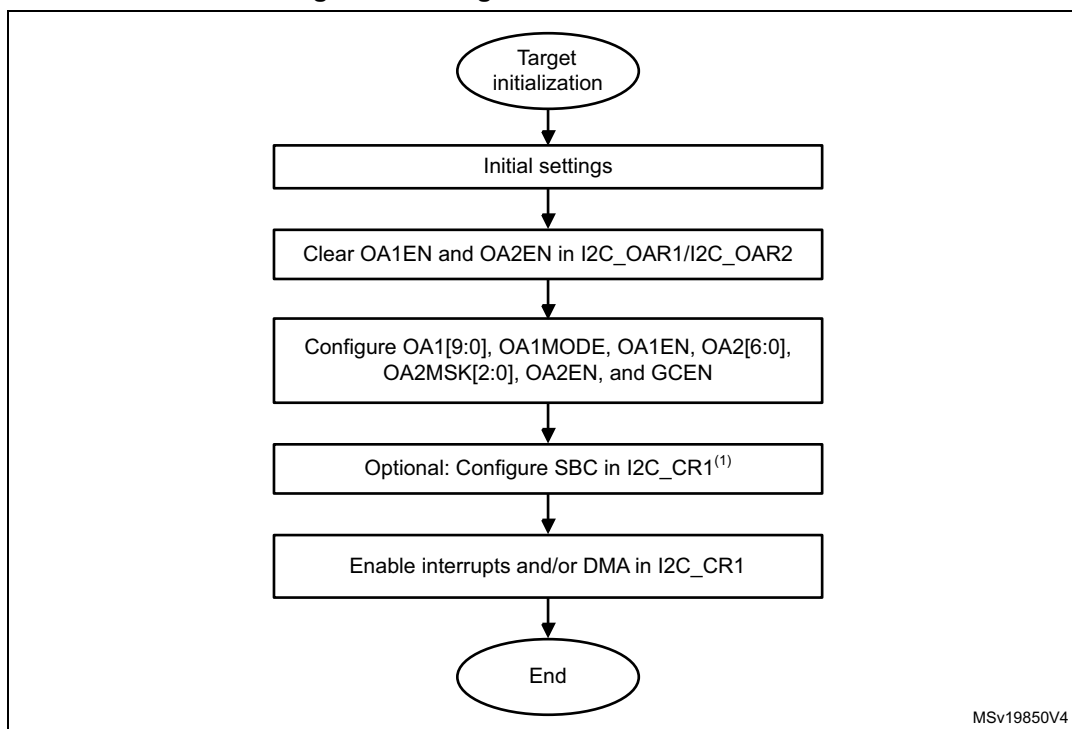 Target
initialization
Initial settings
Clear OA1EN and OA2EN in I2C_OAR1/I2C_OAR2
Configure OA1[9:0], OA1MODE, OA1EN, OA2[6:0],
OA2MSK[2:0], OA2EN, and GCEN
Optional: Configure SBC in I2C_CR1(1)
Enable interrupts and/or DMA in I2C_CR1
End
MSv19850V4